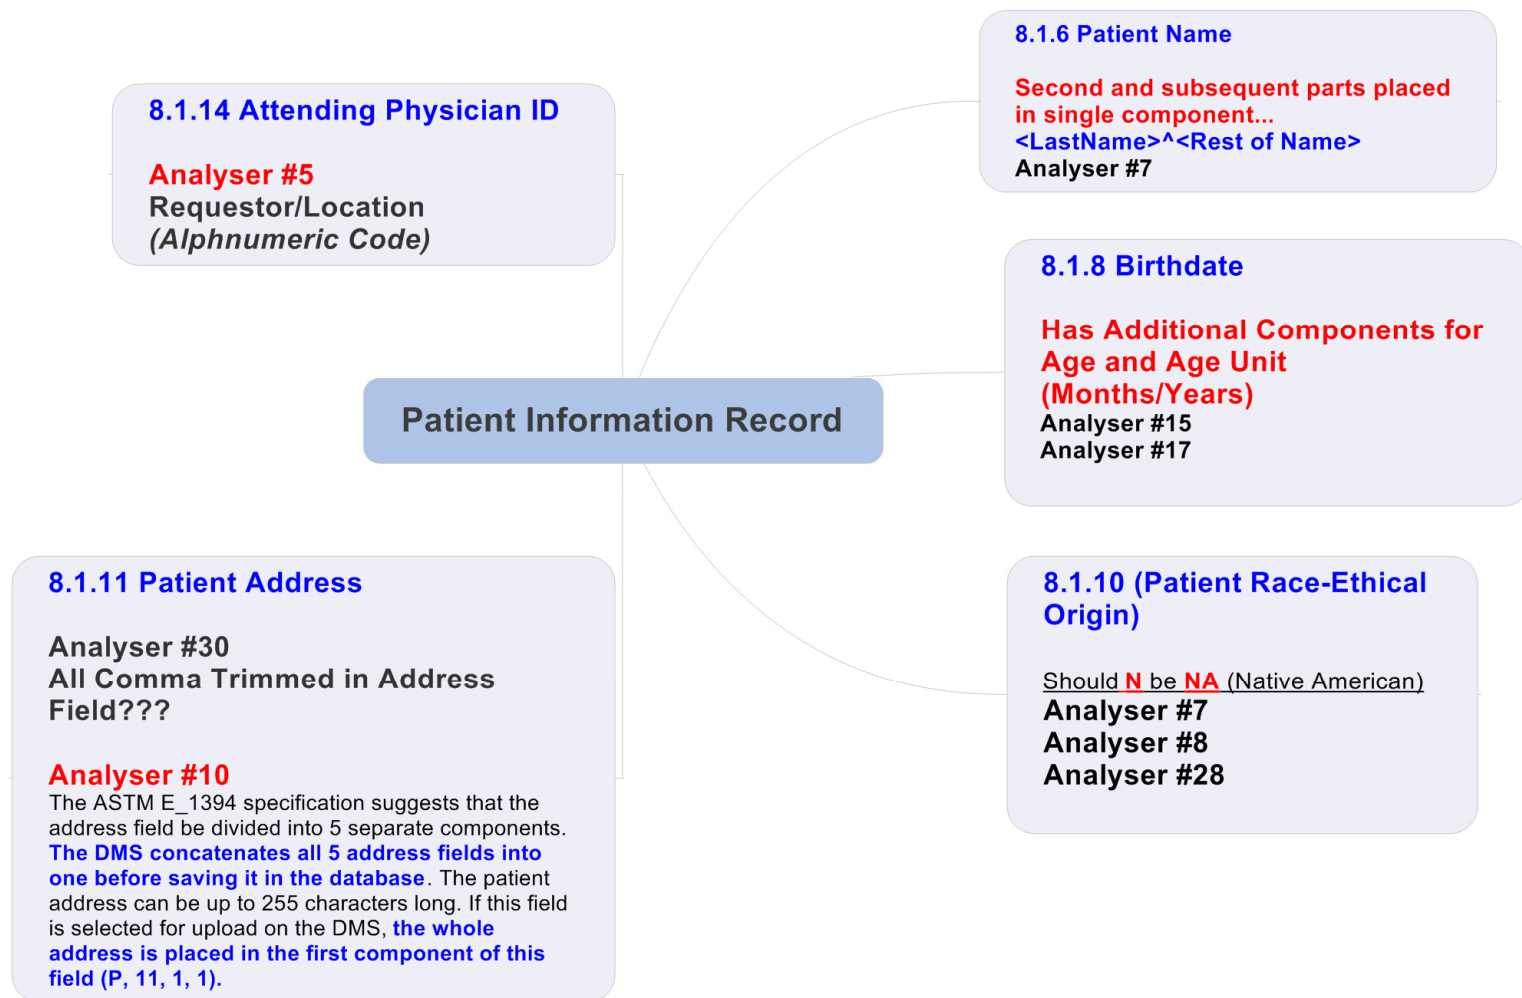 8.1.14 Attending Physician ID
Analyser #5
Requestor/Location
(Alphnumeric Code)
8.1.6 Patient Name
Second and subsequent parts placed
in single component...
<LastName>^<Rest of Name>
Analyser #7
8.1.8 Birthdate
Has Additional Components for
Age and Age Unit
(Months/Years)
Analyser #15
Analyser #17
Patient Information Record
8.1.11 Patient Address
Analyser #30
All Comma Trimmed in Address
Field???
Analyser #10
The ASTM E_1394 specification suggests that the
address field be divided into 5 separate components.
The DMS concatenates all 5 address fields into
one before saving it in the database. The patient
address can be up to 255 characters long. If this field
is selected for upload on the DMS, the whole
address is placed in the first component of this
field (P, 11, 1, 1).
8.1.10 (Patient Race-Ethical
Origin)
Should N be NA (Native American)
Analyser #7
Analyser #8
Analyser #28